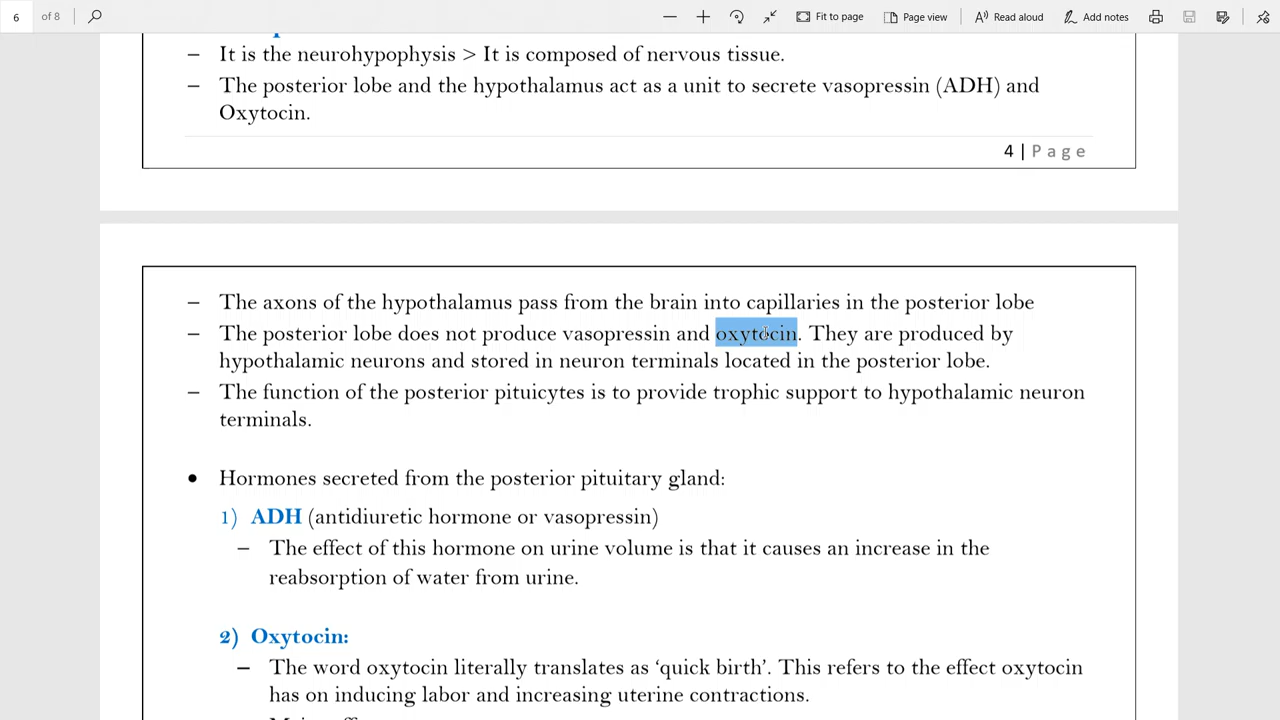 6 of 8 Fit to page Page view Read aloud Add notes
– It is the neurohypophysis > It is composed of nervous tissue.
– The posterior lobe and the hypothalamus act as a unit to secrete vasopressin (ADH) and
Oxytocin.
4 | Page
– The axons of the hypothalamus pass from the brain into capillaries in the posterior lobe
– The posterior lobe does not produce vasopressin and oxytocin. They are produced by
hypothalamic neurons and stored in neuron terminals located in the posterior lobe.
– The function of the posterior pituicytes is to provide trophic support to hypothalamic neuron
terminals.
• Hormones secreted from the posterior pituitary gland:
1) ADH (antidiuretic hormone or vasopressin)
– The effect of this hormone on urine volume is that it causes an increase in the
reabsorption of water from urine.
2) Oxytocin:
– The word oxytocin literally translates as ‘quick birth’. This refers to the effect oxytocin
has on inducing labor and increasing uterine contractions.